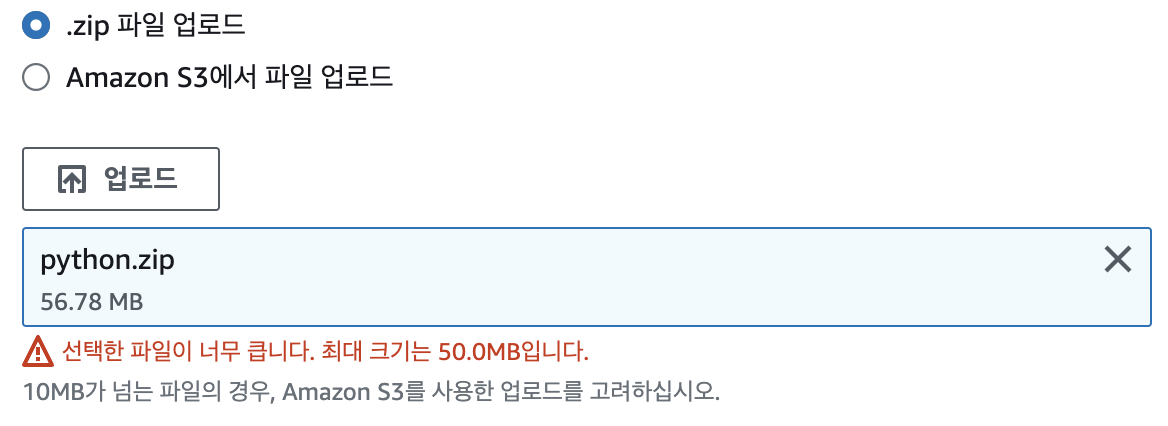 .zip 파일 업로드
Amazon S3에서 파일 업로드
업로드
python.zip
56.78 MB
선택한 파일이 너무 큽니다. 최대 크기는 50.0MB입니다.
10MB가 넘는 파일의 경우, Amazon S3를 사용한 업로드를 고려하십시오.